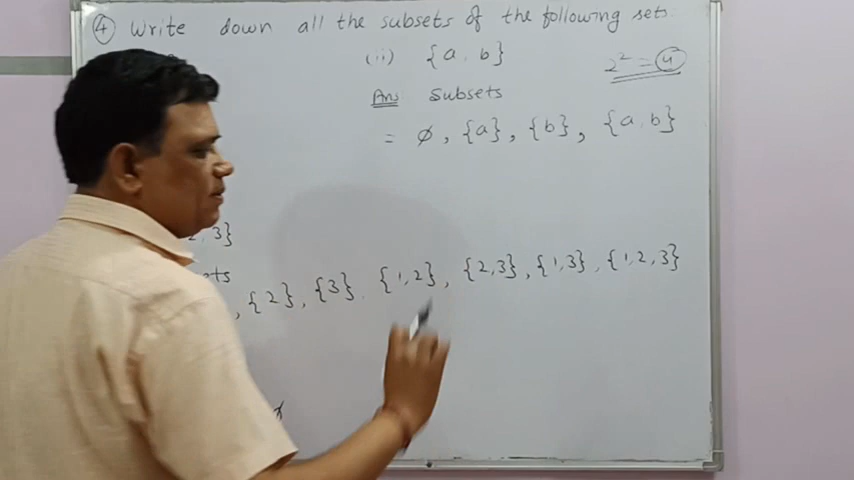 ④ Write down all the subsets of the following sets.
(ii) {a, b}
2² = 4
Ans Subsets
= ø, {a}, {b}, {a, b}
2, 3}
ets
, {2}, {3}, {1,2}, {2,3}, {1,3}, {1,2,3}